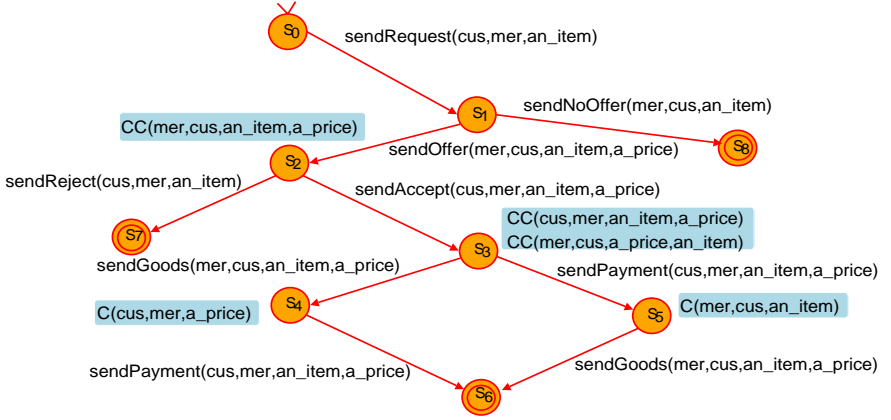 S0
sendRequest(cus,mer,an_item)
S1
sendNoOffer(mer,cus,an_item)
S8
CC(mer,cus,an_item,a_price)
sendOffer(mer,cus,an_item,a_price)
S2
sendReject(cus,mer,an_item)
sendAccept(cus,mer,an_item,a_price)
S7
S3
CC(cus,mer,an_item,a_price)
CC(mer,cus,a_price,an_item)
sendGoods(mer,cus,an_item,a_price)
sendPayment(cus,mer,an_item,a_price)
C(cus,mer,a_price)
S4
S5
C(mer,cus,an_item)
sendPayment(cus,mer,an_item,a_price)
sendGoods(mer,cus,an_item,a_price)
S6